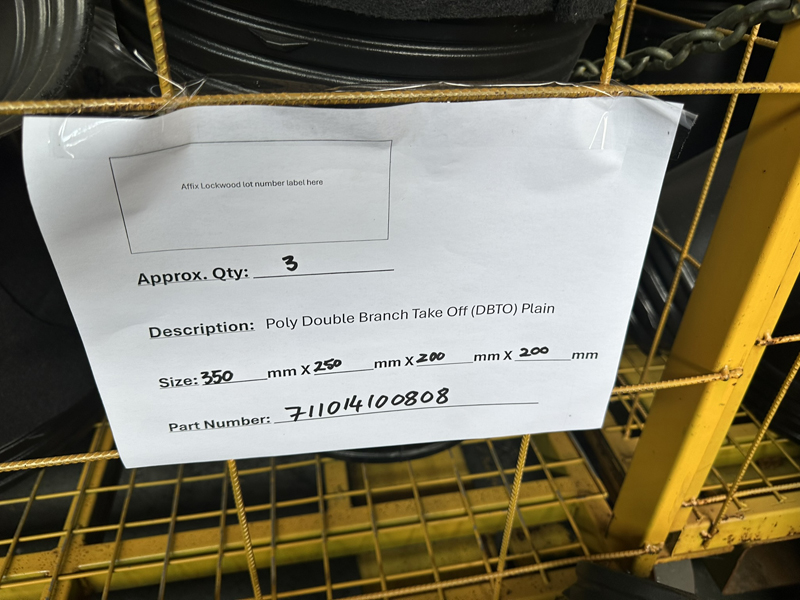 Affix Lockwood lot number label here
Approx. Qty: 3
Description: Poly Double Branch Take Off (DBTO) Plain
Size: 350 mm X 250 mm X 200 mm X 200 mm
Part Number: 711014100808